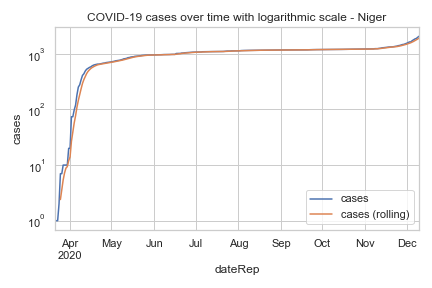 COVID-19 cases over time with logarithmic scale - Niger
10³
10²
10¹
10⁰
cases
Apr May Jun Jul Aug Sep Oct Nov Dec
2020
dateRep
cases
cases (rolling)